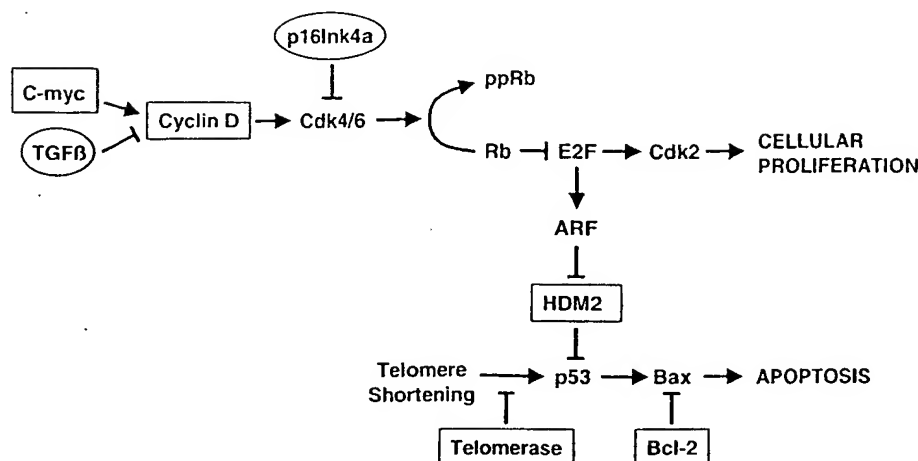 p16Ink4a
C-myc
TGFß
Cyclin D
Cdk4/6
ppRb
Rb
E2F
Cdk2
CELLULAR
PROLIFERATION
ARF
HDM2
Telomere
Shortening
p53
Bax
APOPTOSIS
Telomerase
Bcl-2